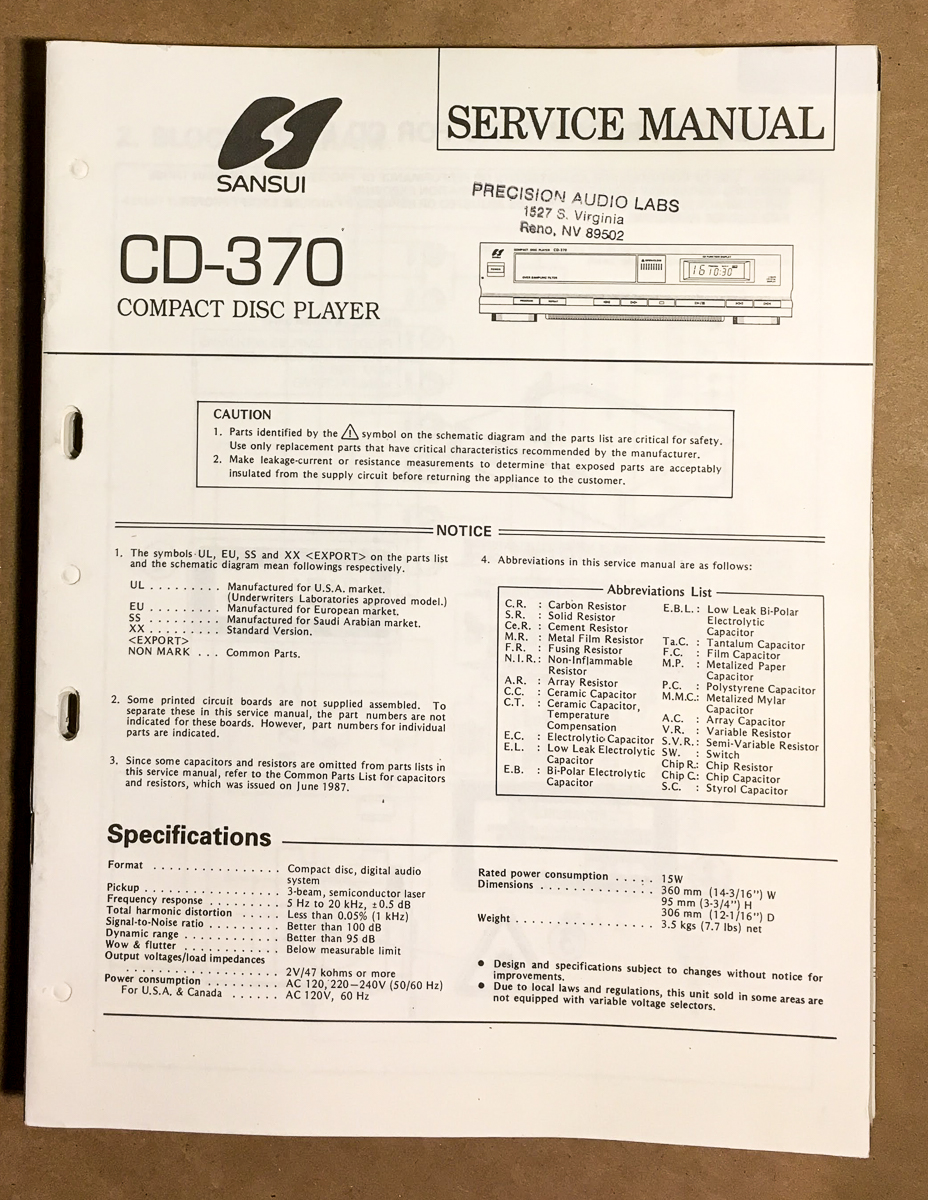 SERVICE MANUAL
SANSUI
PRECISION AUDIO LABS
1527 S. Virginia
Reno, NV 89502
CD-370
COMPACT DISC PLAYER
COMPACT DISC PLAYER CD-370
16 10:30
CAUTION
1. Parts identified by the ⚠ symbol on the schematic diagram and the parts list are critical for safety.
Use only replacement parts that have critical characteristics recommended by the manufacturer.
2. Make leakage-current or resistance measurements to determine that exposed parts are acceptably
insulated from the supply circuit before returning the appliance to the customer.
NOTICE
1. The symbols UL, EU, SS and XX <EXPORT> on the parts list
and the schematic diagram mean followings respectively.
UL . . . . . . . . . Manufactured for U.S.A. market.
(Underwriters Laboratories approved model.)
EU . . . . . . . . . Manufactured for European market.
SS . . . . . . . . . Manufactured for Saudi Arabian market.
XX . . . . . . . . . Standard Version.
<EXPORT>
NON MARK . . . Common Parts.
2. Some printed circuit boards are not supplied assembled. To
separate these in this service manual, the part numbers are not
indicated for these boards. However, part numbers for individual
parts are indicated.
3. Since some capacitors and resistors are omitted from parts lists in
this service manual, refer to the Common Parts List for capacitors
and resistors, which was issued on June 1987.
4. Abbreviations in this service manual are as follows:
Abbreviations List
C.R. : Carbon Resistor
S.R. : Solid Resistor
Ce.R. : Cement Resistor
M.R. : Metal Film Resistor
F.R. : Fusing Resistor
N.I.R.: Non-Inflammable
Resistor
A.R. : Array Resistor
C.C. : Ceramic Capacitor
C.T. : Ceramic Capacitor,
Temperature
Compensation
E.C. : Electrolytic Capacitor
E.L. : Low Leak Electrolytic
Capacitor
E.B. : Bi-Polar Electrolytic
Capacitor
E.B.L.: Low Leak Bi-Polar
Electrolytic
Capacitor
Ta.C. : Tantalum Capacitor
F.C. : Film Capacitor
M.P. : Metalized Paper
Capacitor
P.C. : Polystyrene Capacitor
M.M.C.: Metalized Mylar
Capacitor
A.C. : Array Capacitor
V.R. : Variable Resistor
S.V.R.: Semi-Variable Resistor
SW. : Switch
Chip R.: Chip Resistor
Chip C.: Chip Capacitor
S.C. : Styrol Capacitor
Specifications
Format . . . . . . . . . . . . . . . Compact disc, digital audio
system
Pickup . . . . . . . . . . . . . . . . 3-beam, semiconductor laser
Frequency response . . . . . . . . . 5 Hz to 20 kHz, ±0.5 dB
Total harmonic distortion . . . . . Less than 0.05% (1 kHz)
Signal-to-Noise ratio . . . . . . . . . Better than 100 dB
Dynamic range . . . . . . . . . . . . Better than 95 dB
Wow & flutter . . . . . . . . . . . . Below measurable limit
Output voltages/load impedances
. . . . . . . . . . . . . . . . . . 2V/47 kohms or more
Power consumption . . . . . . . . . AC 120, 220–240V (50/60 Hz)
For U.S.A. & Canada . . . . . . AC 120V, 60 Hz
Rated power consumption . . . . . 15W
Dimensions . . . . . . . . . . . . . 360 mm (14-3/16") W
95 mm (3-3/4") H
306 mm (12-1/16") D
Weight . . . . . . . . . . . . . . . . 3.5 kgs (7.7 lbs) net
● Design and specifications subject to changes without notice for
improvements.
● Due to local laws and regulations, this unit sold in some areas are
not equipped with variable voltage selectors.